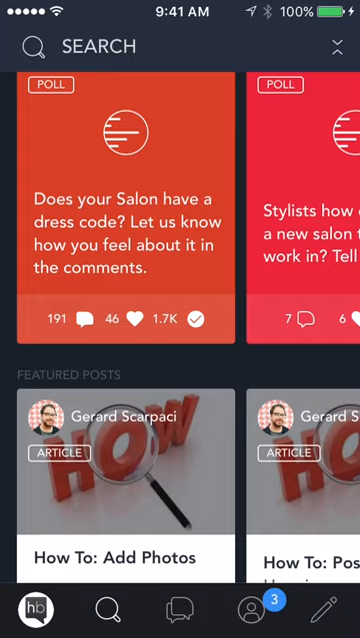 9:41 AM
100%
SEARCH
POLL
Does your Salon have a
dress code? Let us know
how you feel about it in
the comments.
191
46
1.7K
POLL
Stylists how
a new salon
work in? Tell
7
6
FEATURED POSTS
HOW
Gerard Scarpaci
ARTICLE
How To: Add Photos
HOW
Gerard S
ARTICLE
How To: Pos
hb
3